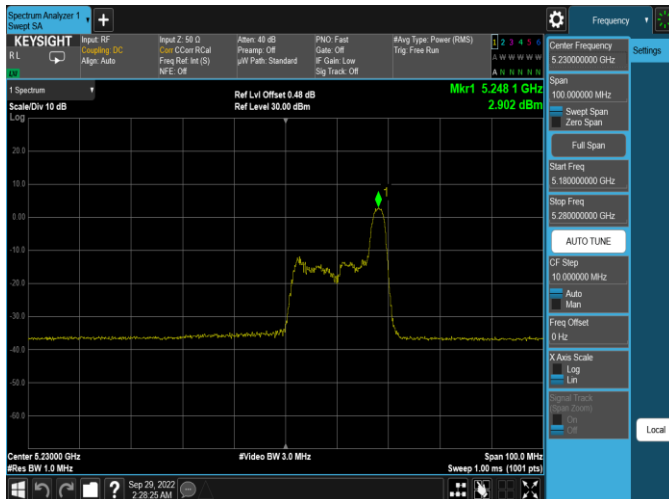 Spectrum Analyzer 1
Swept SA
+
Frequency
KEYSIGHT
RL
LXI
Input: RF
Coupling: DC
Align: Auto
Input Z: 50 Ω
Corr CCorr RCal
Freq Ref: Int (S)
NFE: Off
Atten: 40 dB
Preamp: Off
µW Path: Standard
PNO: Fast
Gate: Off
IF Gain: Low
Sig Track: Off
#Avg Type: Power (RMS)
Trig: Free Run
1 2 3 4 5 6
A W W W W W
A N N N N N
1 Spectrum
Scale/Div 10 dB
Log
Ref Lvl Offset 0.48 dB
Ref Level 30.00 dBm
Mkr1 5.248 1 GHz
2.902 dBm
20.0
10.0
0.00
-10.0
-20.0
-30.0
-40.0
-50.0
-60.0
1
Center 5.23000 GHz
#Res BW 1.0 MHz
#Video BW 3.0 MHz
Span 100.0 MHz
Sweep 1.00 ms (1001 pts)
Center Frequency
5.230000000 GHz
Span
100.000000 MHz
Swept Span
Zero Span
Full Span
Start Freq
5.180000000 GHz
Stop Freq
5.280000000 GHz
AUTO TUNE
CF Step
10.000000 MHz
Auto
Man
Freq Offset
0 Hz
X Axis Scale
Log
Lin
Signal Track
(Span Zoom)
On
Off
Settings
Local
?
Sep 29, 2022
2:28:25 AM